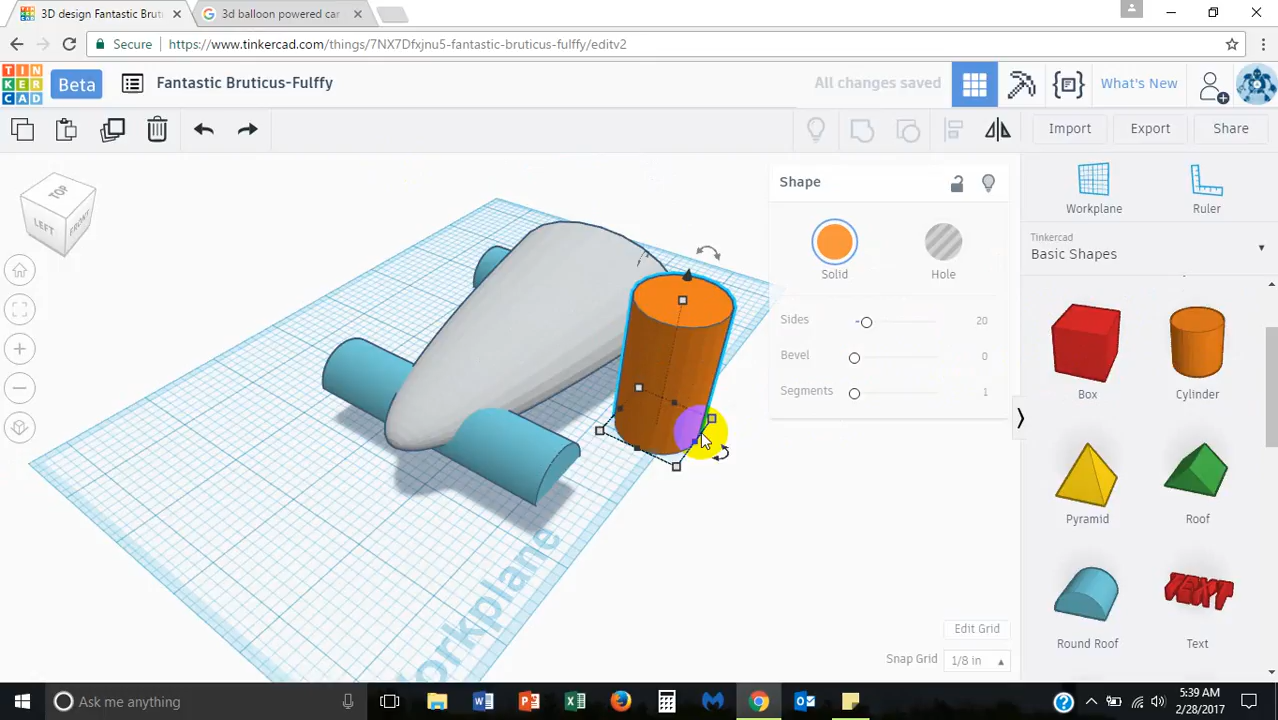 3D design Fantastic Brut
3d balloon powered car
Secure
https://www.tinkercad.com/things/7NX7Dfxjnu5-fantastic-bruticus-fulffy/editv2
TIN
KER
CAD
Beta
Fantastic Bruticus-Fulffy
All changes saved
What's New
Import
Export
Share
TOP
LEFT
FRONT
Shape
Solid
Hole
Sides
20
Bevel
0
Segments
1
Workplane
Ruler
Tinkercad
Basic Shapes
Box
Cylinder
Pyramid
Roof
Round Roof
TEXT
Text
orkplane
Edit Grid
Snap Grid
1/8 in
Ask me anything
5:39 AM
2/28/2017